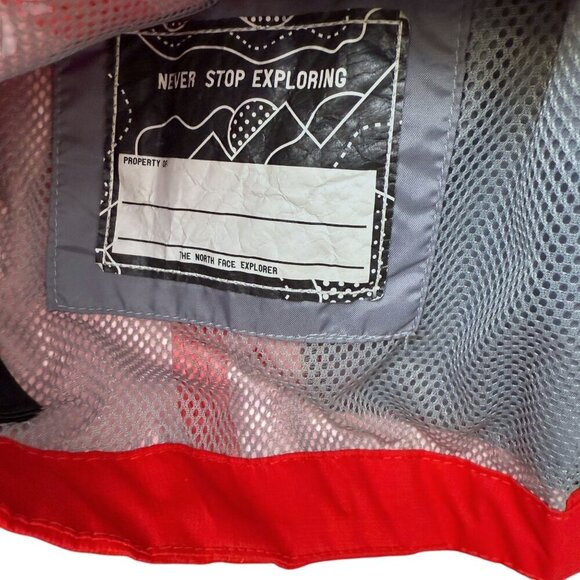 NEVER STOP EXPLORING
PROPERTY OF
THE NORTH FACE EXPLORER